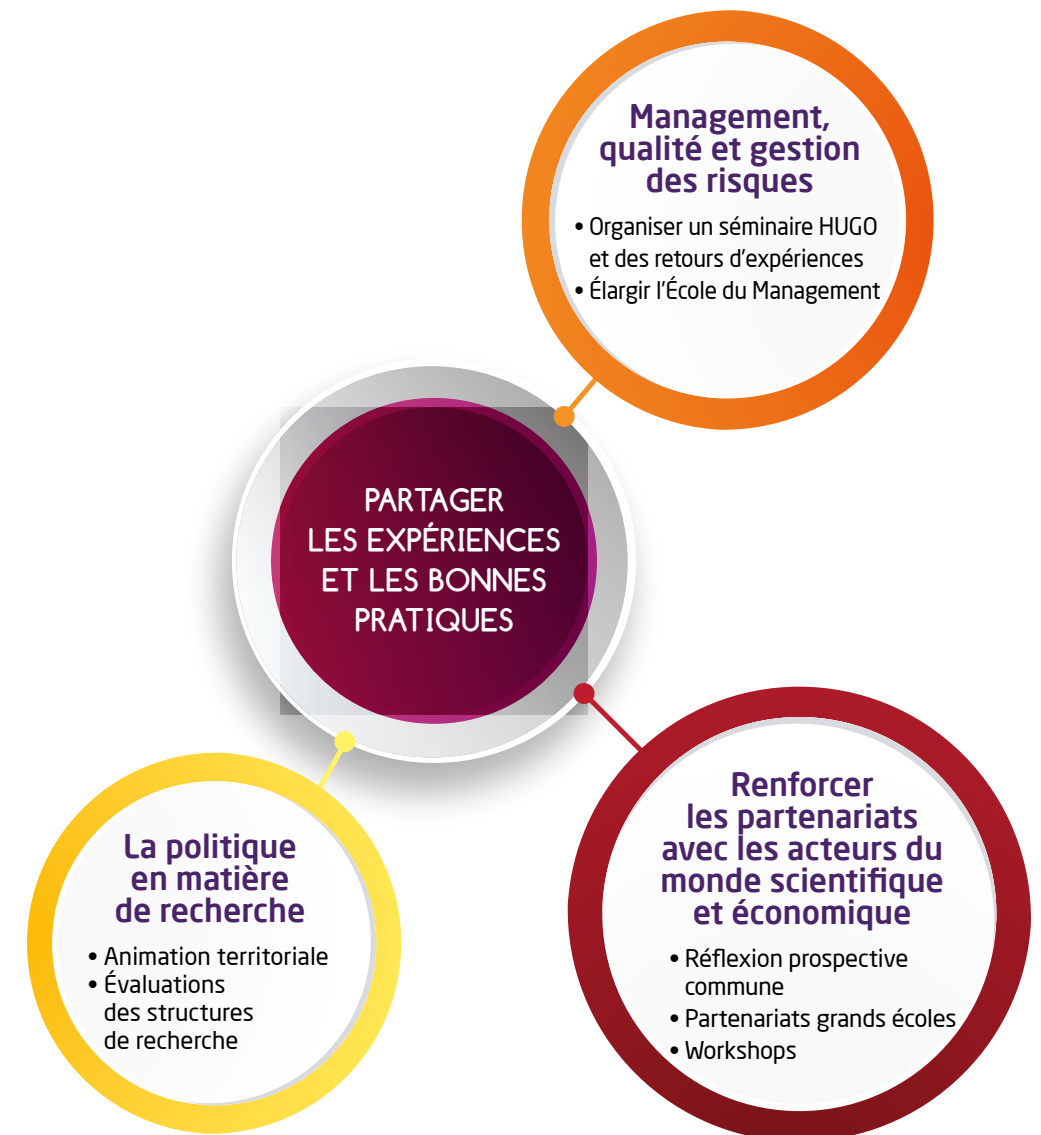 Management,
qualité et gestion
des risques
• Organiser un séminaire HUGO
et des retours d'expériences
• Élargir l'École du Management
PARTAGER
LES EXPÉRIENCES
ET LES BONNES
PRATIQUES
La politique
en matière
de recherche
• Animation territoriale
• Évaluations
des structures
de recherche
Renforcer
les partenariats
avec les acteurs du
monde scientifique
et économique
• Réflexion prospective
commune
• Partenariats grands écoles
• Workshops